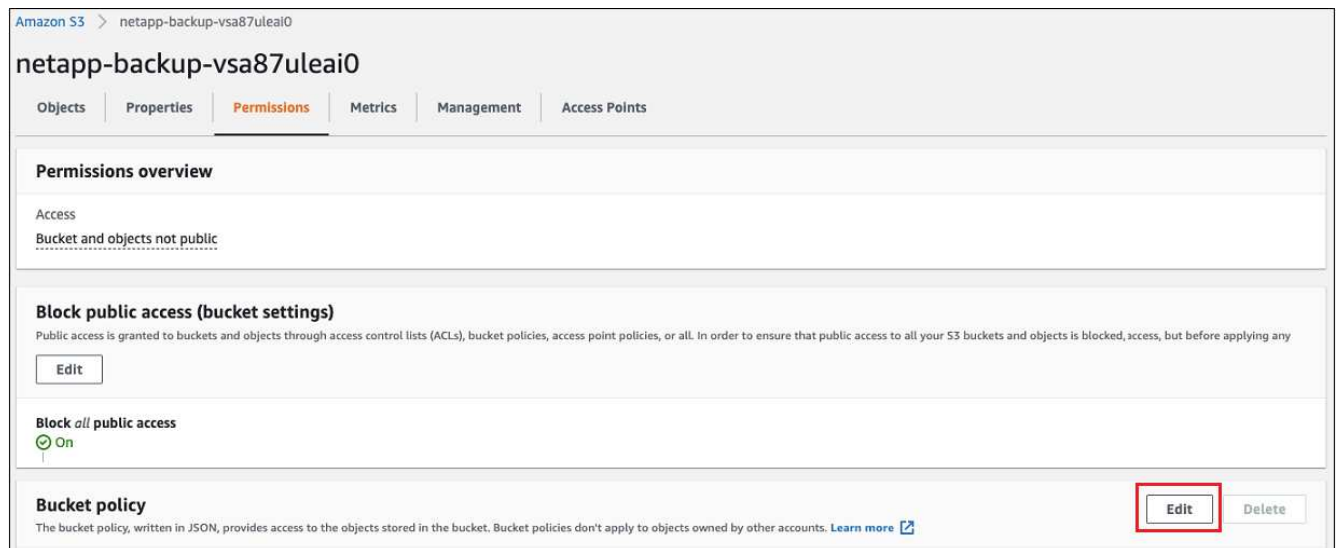 Amazon S3 > netapp-backup-vsa87uleai0
netapp-backup-vsa87uleai0
Objects Properties Permissions Metrics Management Access Points
Permissions overview
Access
Bucket and objects not public
Block public access (bucket settings)
Public access is granted to buckets and objects through access control lists (ACLs), bucket policies, access point policies, or all. In order to ensure that public access to all your S3 buckets and objects is blocked, access, but before applying any
Edit
Block all public access
On
Bucket policy
Edit Delete
The bucket policy, written in JSON, provides access to the objects stored in the bucket. Bucket policies don't apply to objects owned by other accounts. Learn more